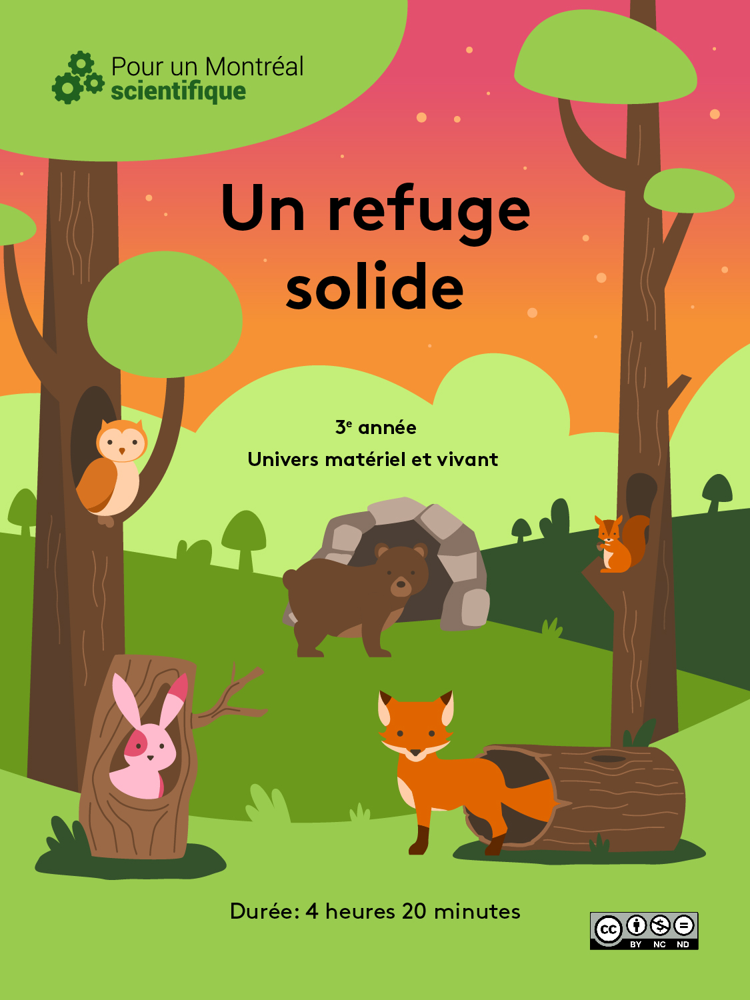 Pour un Montréal
scientifique
Un refuge
solide
3e année
Univers matériel et vivant
Durée: 4 heures 20 minutes
cc
BY NC ND